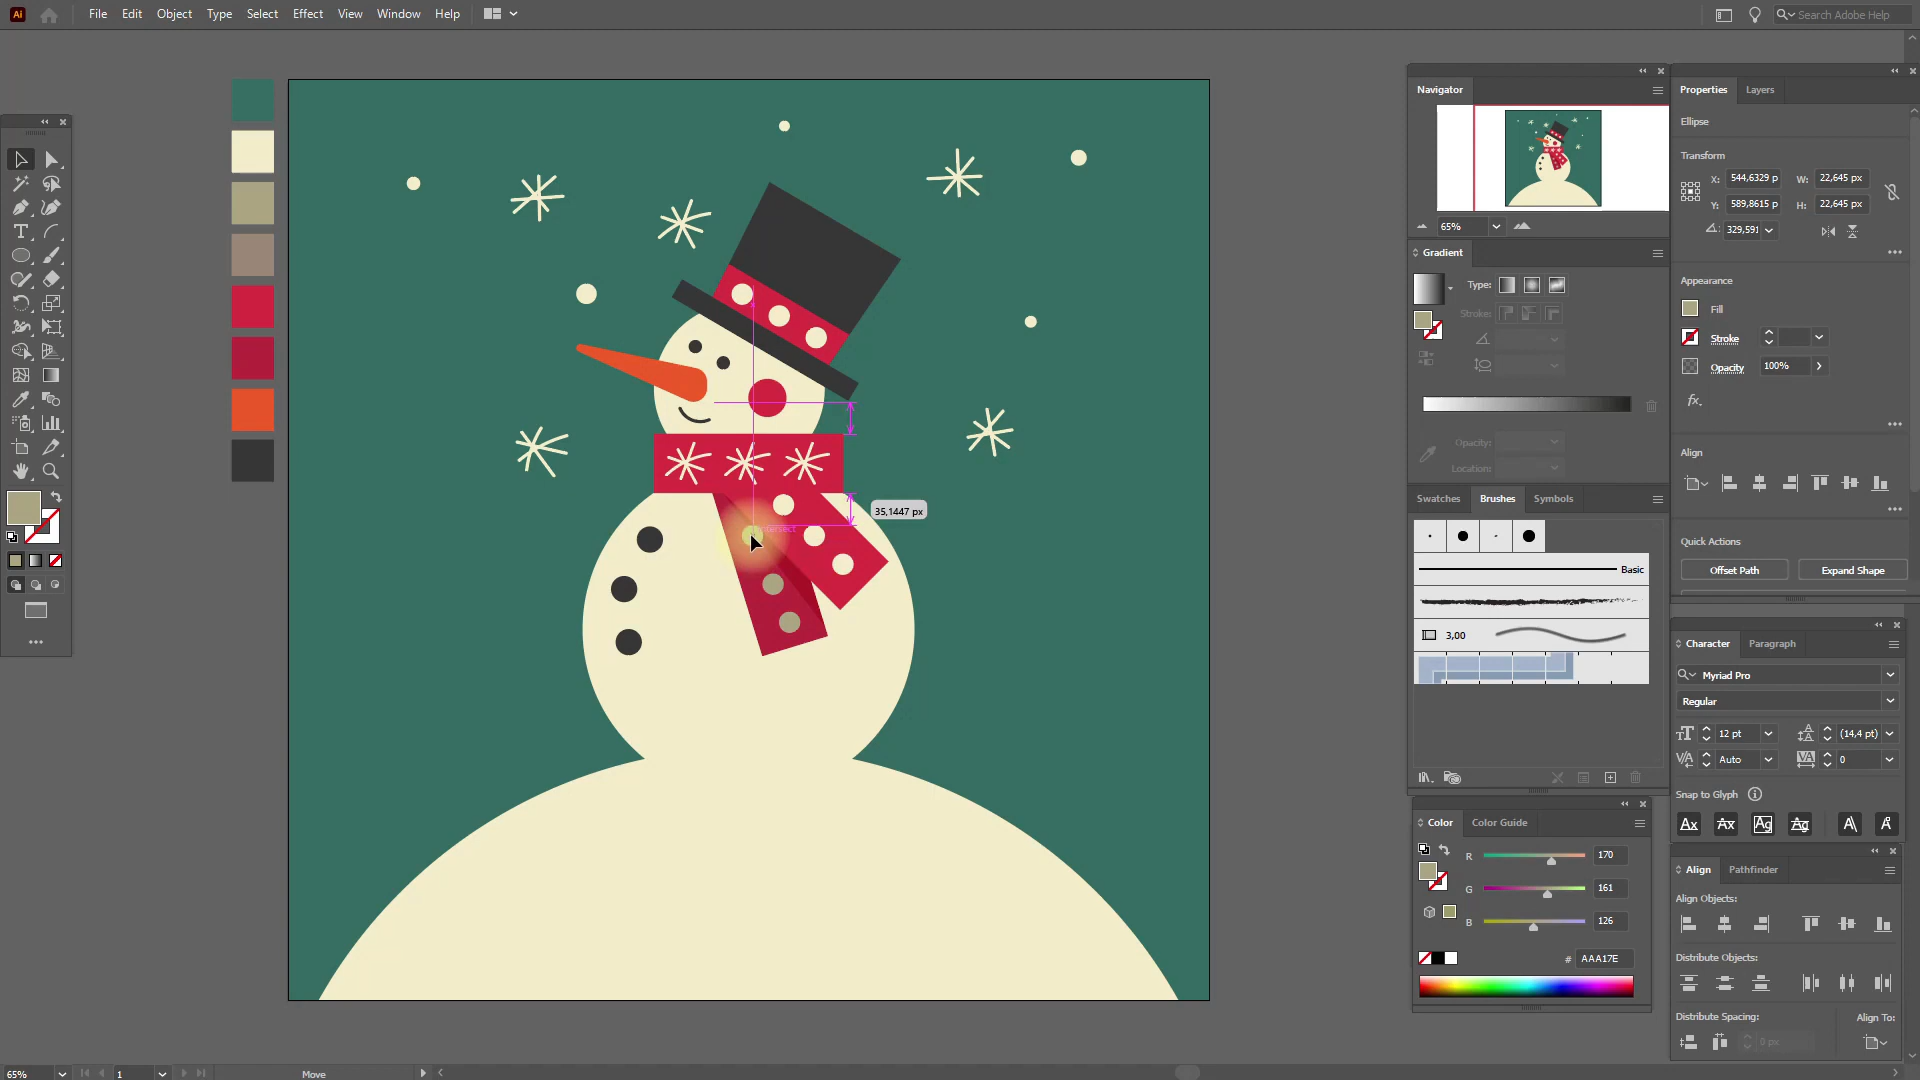 Ai File Edit Object Type Select Effect View Window Help Search Adobe Help
Navigator
65%
Gradient
Type:
Stroke:
Opacity:
Location:
Swatches Brushes Symbols
Basic
3,00
Color Color Guide
R 170
G 161
B 126
# AAA17E
Properties Layers
Ellipse
Transform
X: 544,6329 p W: 22,645 px
Y: 589,8615 p H: 22,645 px
329,591
Appearance
Fill
Stroke
Opacity 100%
fx.
Align
Quick Actions
Offset Path Expand Shape
Character Paragraph
Myriad Pro
Regular
12 pt (14,4 pt)
Auto 0
Snap to Glyph
Align Pathfinder
Align Objects:
Distribute Objects:
Distribute Spacing: Align To:
0 px
35,1447 px
intersect
65% 1 Move